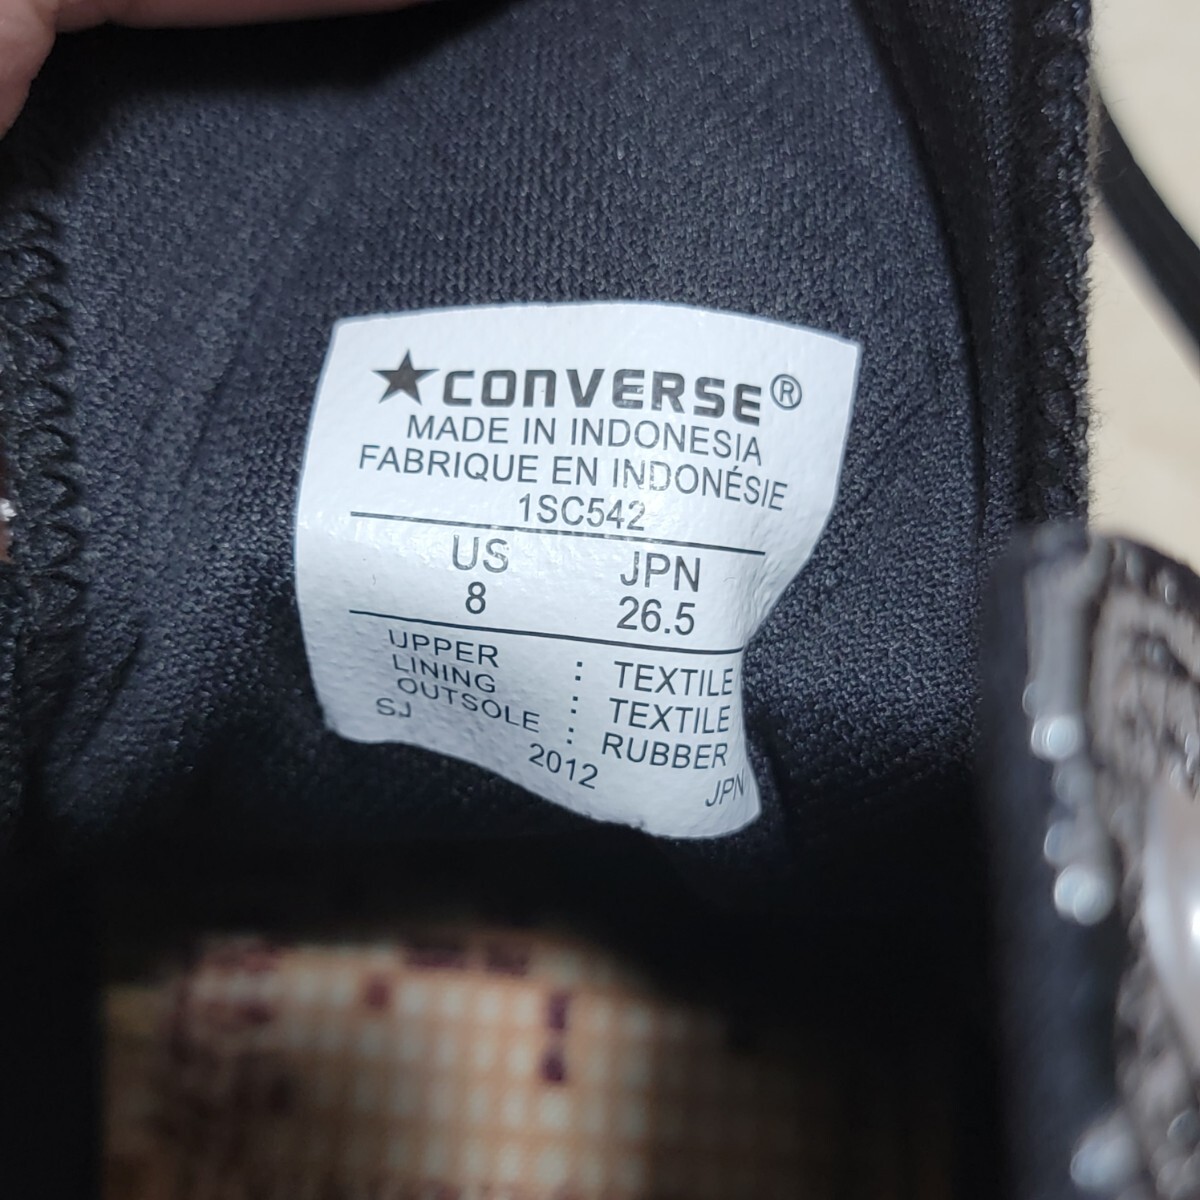 ★CONVERSE®
MADE IN INDONESIA
FABRIQUE EN INDONÉSIE
1SC542
US JPN
8 26.5
UPPER : TEXTILE
LINING : TEXTILE
OUTSOLE : RUBBER
SJ 2012 JPN